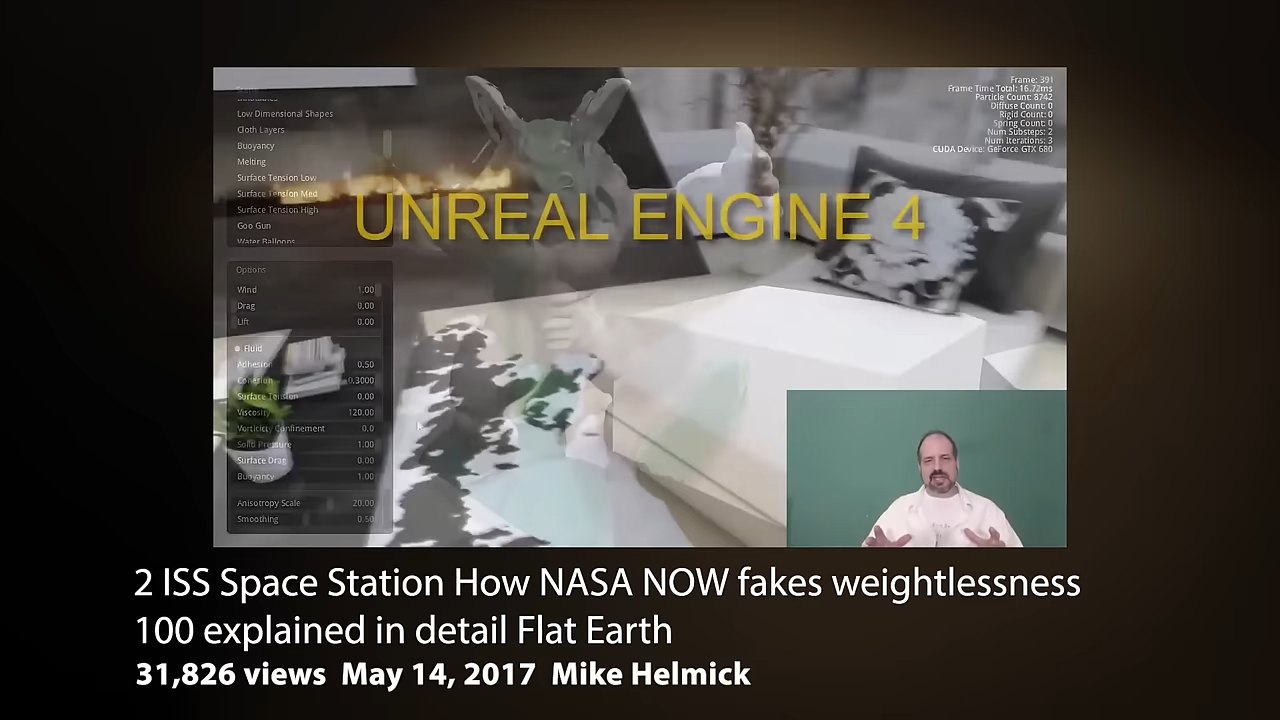 Low Dimensional Shapes
Cloth Layers
Buoyancy
Melting
Surface Tension Low
Surface Tension Med
Surface Tension High
Goo Gun
Water Balloons
Options
Wind 1.00
Drag 0.00
Lift 0.00
Fluid
Adhesion 0.50
Cohesion 0.3000
Surface Tension 0.00
Viscosity 120.00
Vorticity Confinement 0.0
Solid Pressure 1.00
Surface Drag 0.00
Buoyancy 1.00
Anisotropy Scale 20.00
Smoothing 0.50
Frame: 391
Frame Time Total: 16.72ms
Particle Count: 8742
Diffuse Count: 0
Rigid Count: 0
Spring Count: 0
Num Substeps: 2
Num Iterations: 3
CUDA Device: GeForce GTX 680
UNREAL ENGINE 4
2 ISS Space Station How NASA NOW fakes weightlessness
100 explained in detail Flat Earth
31,826 views May 14, 2017 Mike Helmick